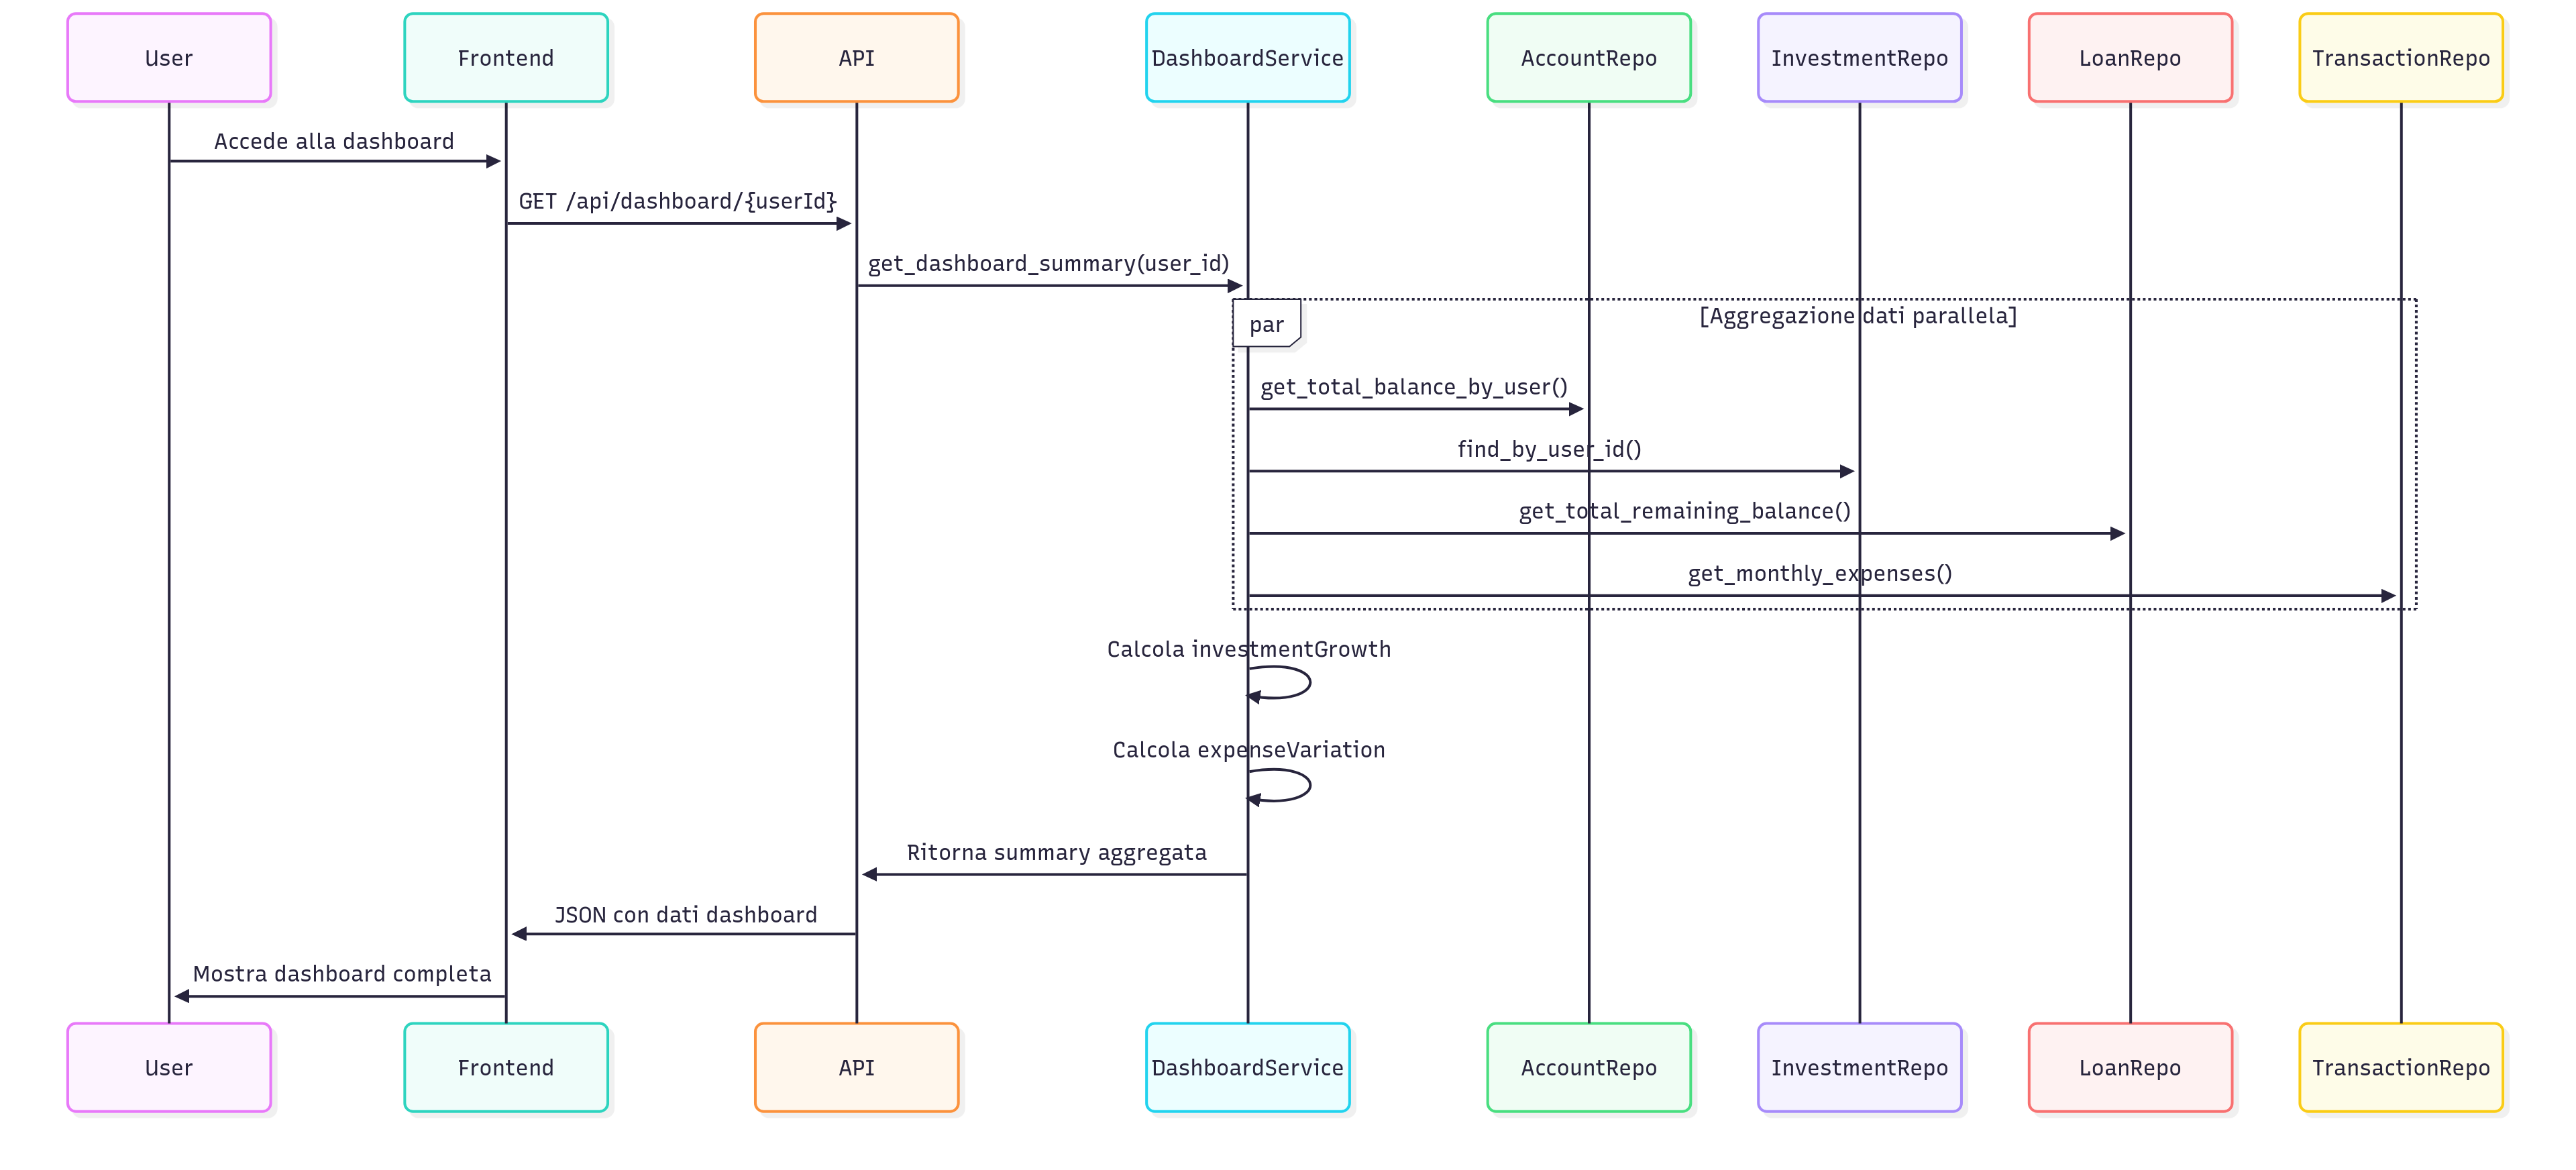 User
Frontend
API
DashboardService
AccountRepo
InvestmentRepo
LoanRepo
TransactionRepo
Accede alla dashboard
GET /api/dashboard/{userId}
get_dashboard_summary(user_id)
par
[Aggregazione dati parallela]
get_total_balance_by_user()
find_by_user_id()
get_total_remaining_balance()
get_monthly_expenses()
Calcola investmentGrowth
Calcola expenseVariation
Ritorna summary aggregata
JSON con dati dashboard
Mostra dashboard completa
User
Frontend
API
DashboardService
AccountRepo
InvestmentRepo
LoanRepo
TransactionRepo